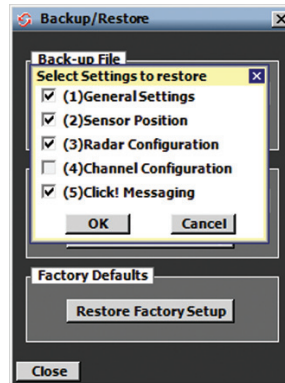 Backup/Restore
Back-up File
Select Settings to restore
(1)General Settings
(2)Sensor Position
(3)Radar Configuration
(4)Channel Configuration
(5)Click! Messaging
OK Cancel
Factory Defaults
Restore Factory Setup
Close